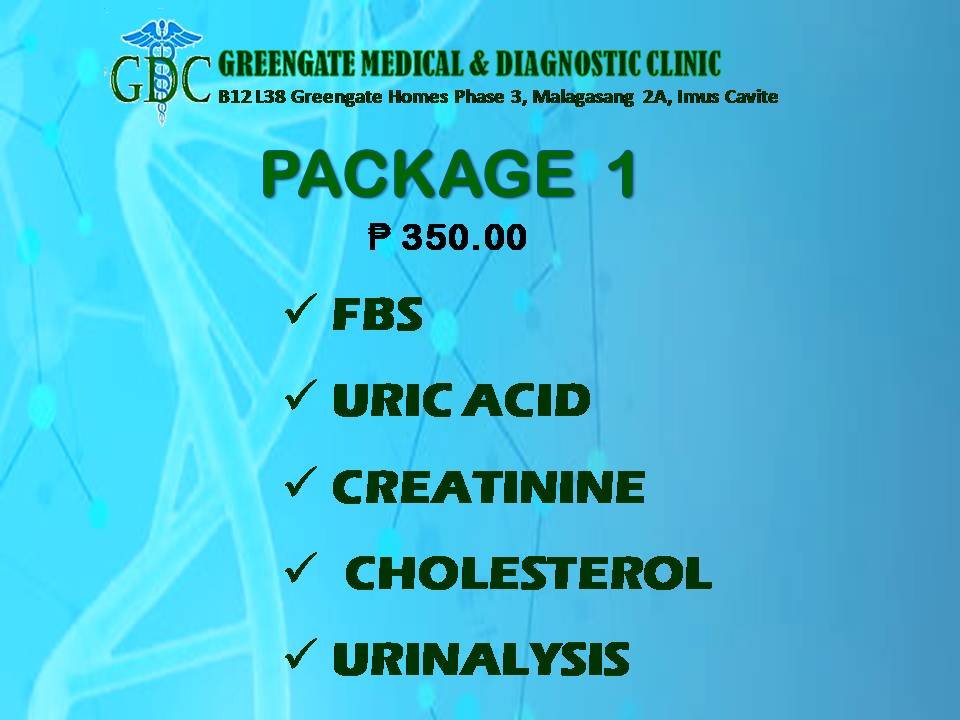 GDC
GREENGATE MEDICAL & DIAGNOSTIC CLINIC
B12 L38 Greengate Homes Phase 3, Malagasang 2A, Imus Cavite
PACKAGE 1
₱ 350.00
✓ FBS
✓ URIC ACID
✓ CREATININE
✓ CHOLESTEROL
✓ URINALYSIS